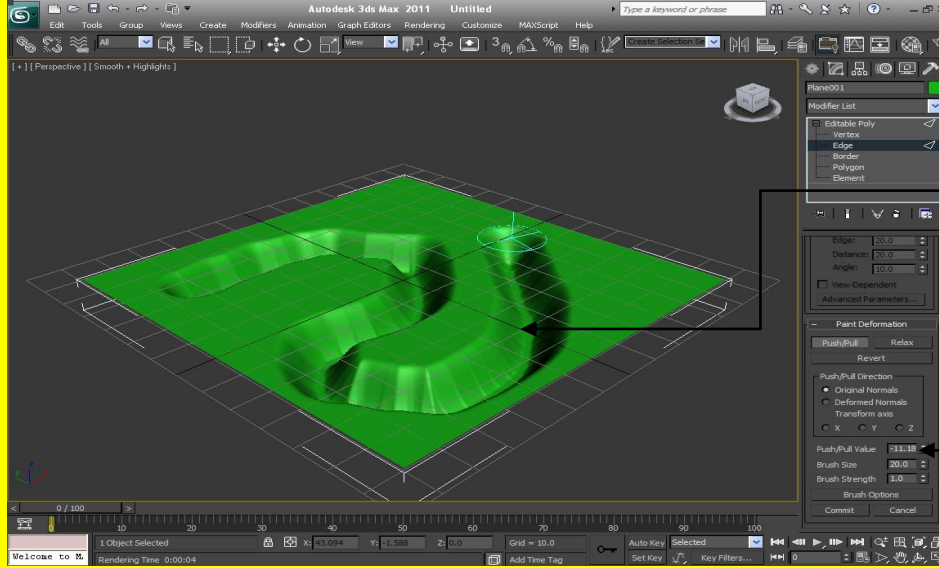 Autodesk 3ds Max 2011 Untitled
Type a keyword or phrase
Edit Tools Group Views Create Modifiers Animation Graph Editors Rendering Customize MAXScript Help
All View 3 Create Selection Se
[ + ] [ Perspective ] [ Smooth + Highlights ]
Plane001
Modifier List
Editable Poly
Vertex
Edge
Border
Polygon
Element
Edge: 20.0
Distance: 20.0
Angle: 10.0
View-Dependent
Advanced Parameters...
Paint Deformation
Push/Pull Relax
Revert
Push/Pull Direction
Original Normals
Deformed Normals
Transform axis
X Y Z
Push/Pull Value -11.18
Brush Size 20.0
Brush Strength 1.0
Brush Options
Commit Cancel
z
0 / 100
0 10 20 30 40 50 60 70 80 90 100
1 Object Selected X: 43.094 Y: -1.588 Z: 0.0 Grid = 10.0 Auto Key Selected
Welcome to M Rendering Time 0:00:04 Add Time Tag Set Key Key Filters... 0